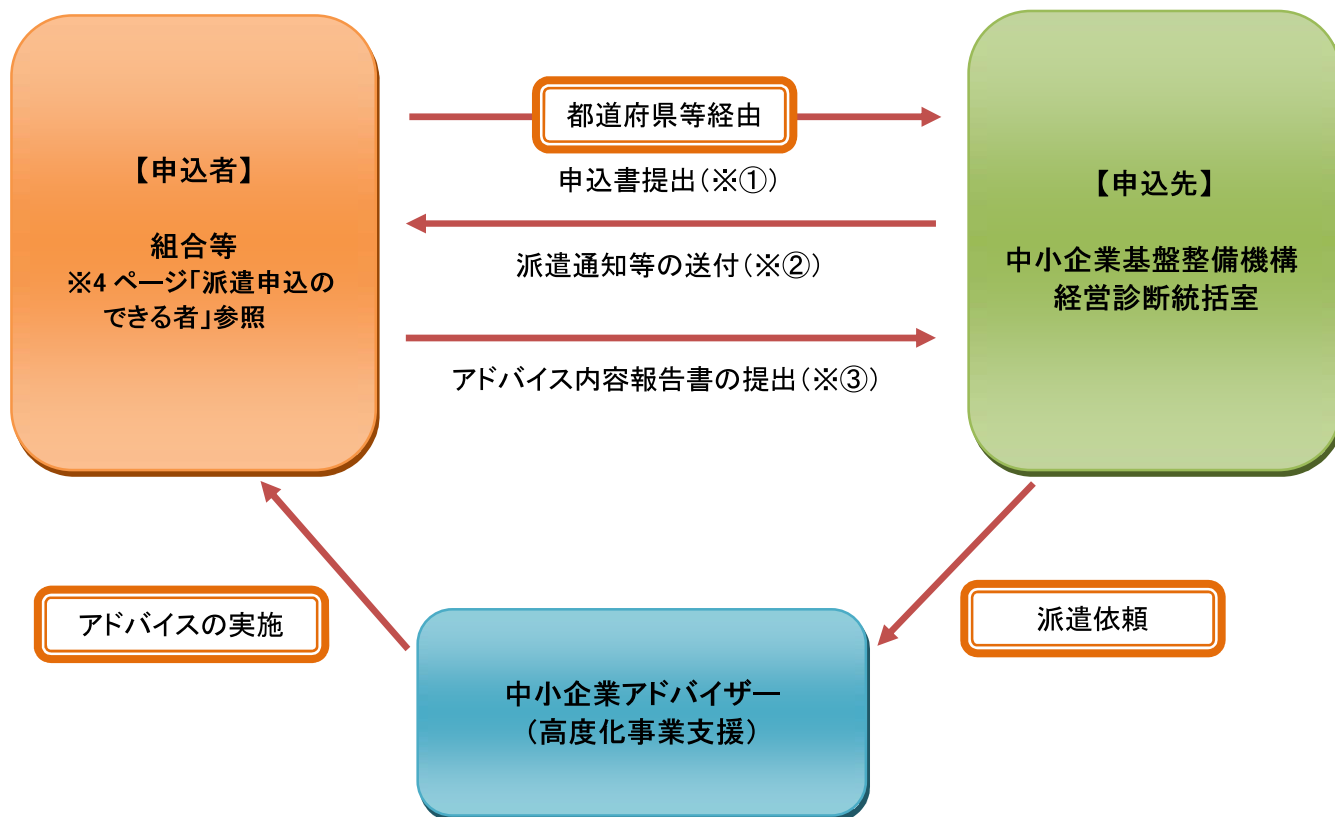 【申込者】
組合等
※4 ページ「派遣申込の
できる者」参照
都道府県等経由
申込書提出(※①)
派遣通知等の送付(※②)
アドバイス内容報告書の提出(※③)
【申込先】
中小企業基盤整備機構
経営診断統括室
アドバイスの実施
派遣依頼
中小企業アドバイザー
(高度化事業支援)